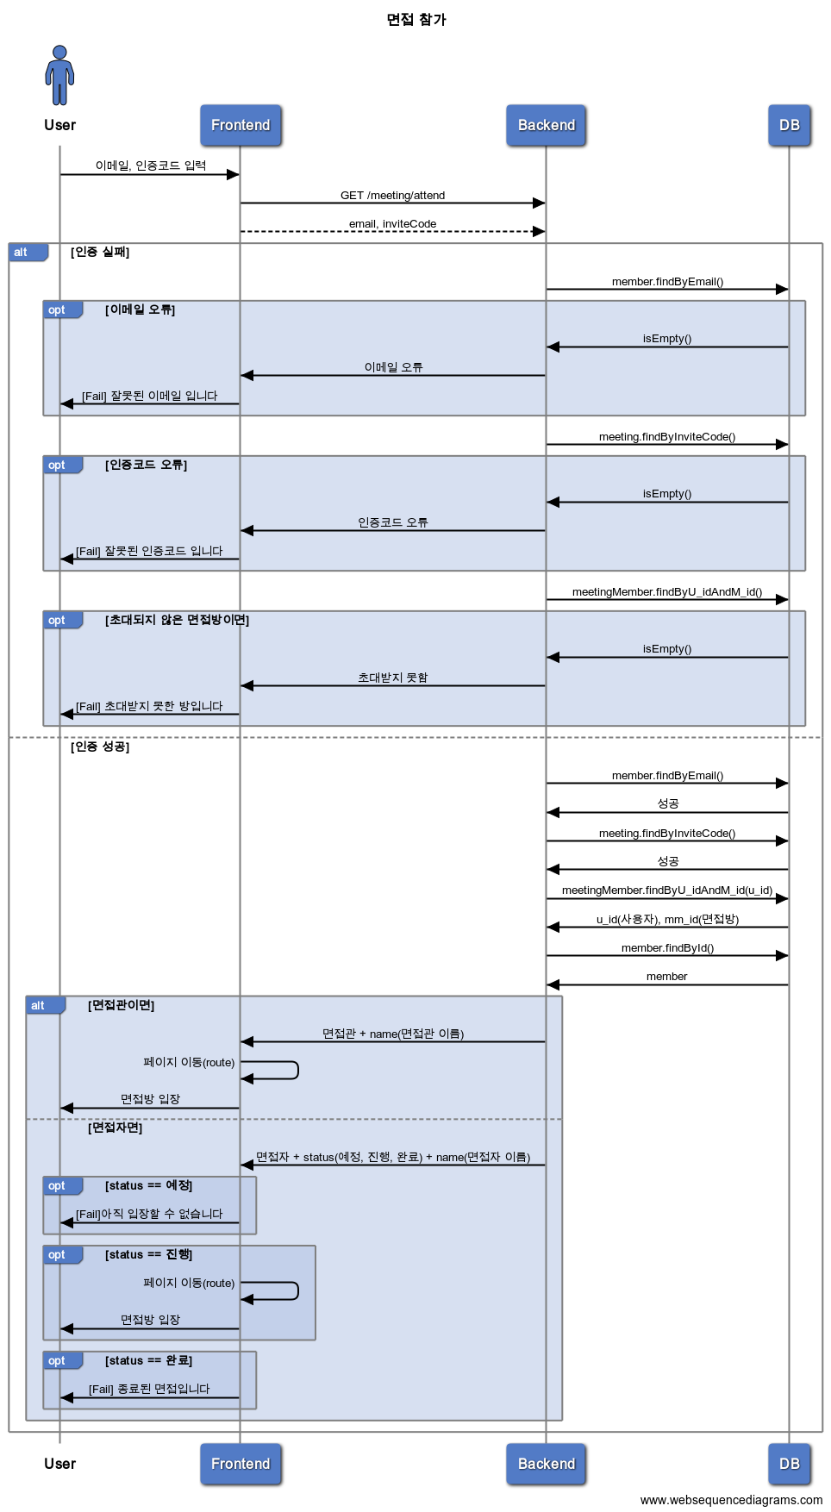 면접 참가
User
Frontend
Backend
DB
이메일, 인증코드 입력
GET /meeting/attend
email, inviteCode
alt [인증 실패]
member.findByEmail()
opt [이메일 오류]
isEmpty()
이메일 오류
[Fail] 잘못된 이메일 입니다
meeting.findByInviteCode()
opt [인증코드 오류]
isEmpty()
인증코드 오류
[Fail] 잘못된 인증코드 입니다
meetingMember.findByU_idAndM_id()
opt [초대되지 않은 면접방이면]
isEmpty()
초대받지 못함
[Fail] 초대받지 못한 방입니다
[인증 성공]
member.findByEmail()
성공
meeting.findByInviteCode()
성공
meetingMember.findByU_idAndM_id(u_id)
u_id(사용자), mm_id(면접방)
member.findById()
member
alt [면접관이면]
면접관 + name(면접관 이름)
페이지 이동(route)
면접방 입장
[면접자면]
면접자 + status(예정, 진행, 완료) + name(면접자 이름)
opt [status == 예정]
[Fail]아직 입장할 수 없습니다
opt [status == 진행]
페이지 이동(route)
면접방 입장
opt [status == 완료]
[Fail] 종료된 면접입니다
User
Frontend
Backend
DB
www.websequencediagrams.com